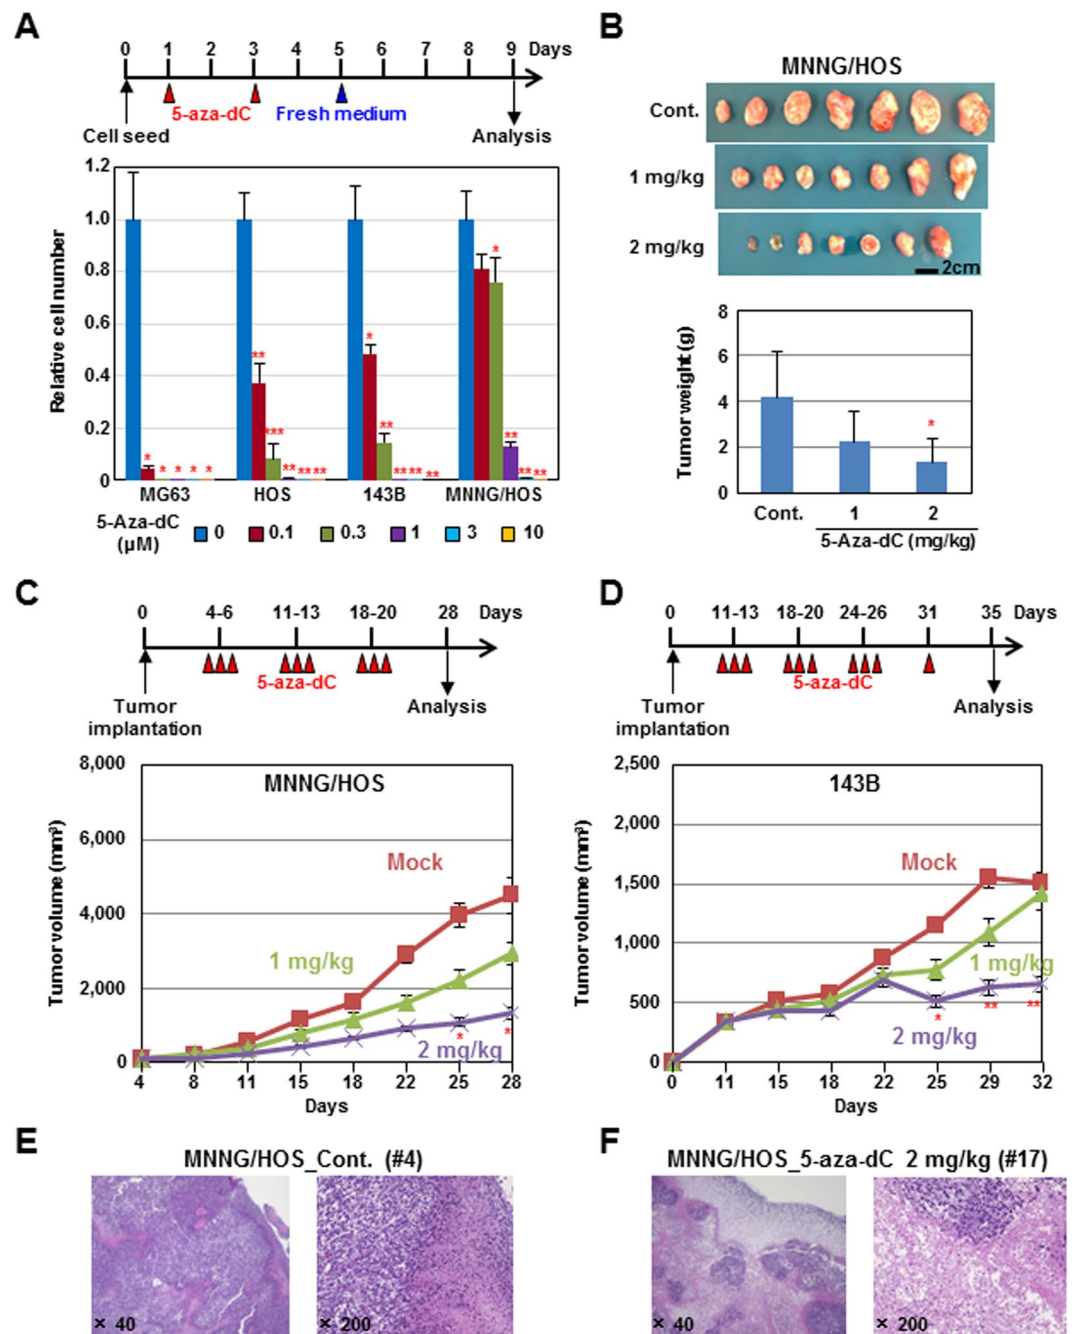 A
0 1 2 3 4 5 6 7 8 9 Days
5-aza-dC Fresh medium
Cell seed Analysis
1.2
1.0
0.8
0.6
0.4
0.2
0
Relative cell number
*
*
*
*
*
**
***
**
**
**
*
**
**
**
**
*
**
**
**
MG63 HOS 143B MNNG/HOS
5-Aza-dC
(μM)
0 0.1 0.3 1 3 10
B
MNNG/HOS
Cont.
1 mg/kg
2 mg/kg
2cm
8
6
4
2
0
Tumor weight (g)
*
Cont. 1 2
5-Aza-dC (mg/kg)
C
0 4-6 11-13 18-20 28 Days
5-aza-dC
Tumor
implantation
Analysis
8,000
6,000
4,000
2,000
0
Tumor volume (mm³)
MNNG/HOS
Mock
1 mg/kg
2 mg/kg
*
*
4 8 11 15 18 22 25 28
Days
D
0 11-13 18-20 24-26 31 35 Days
5-aza-dC
Tumor
implantation
Analysis
2,500
2,000
1,500
1,000
500
0
Tumor volume (mm³)
143B
Mock
1 mg/kg
2 mg/kg
*
**
**
0 11 15 18 22 25 29 32
Days
E
MNNG/HOS_Cont. (#4)
× 40
× 200
F
MNNG/HOS_5-aza-dC 2 mg/kg (#17)
× 40
× 200